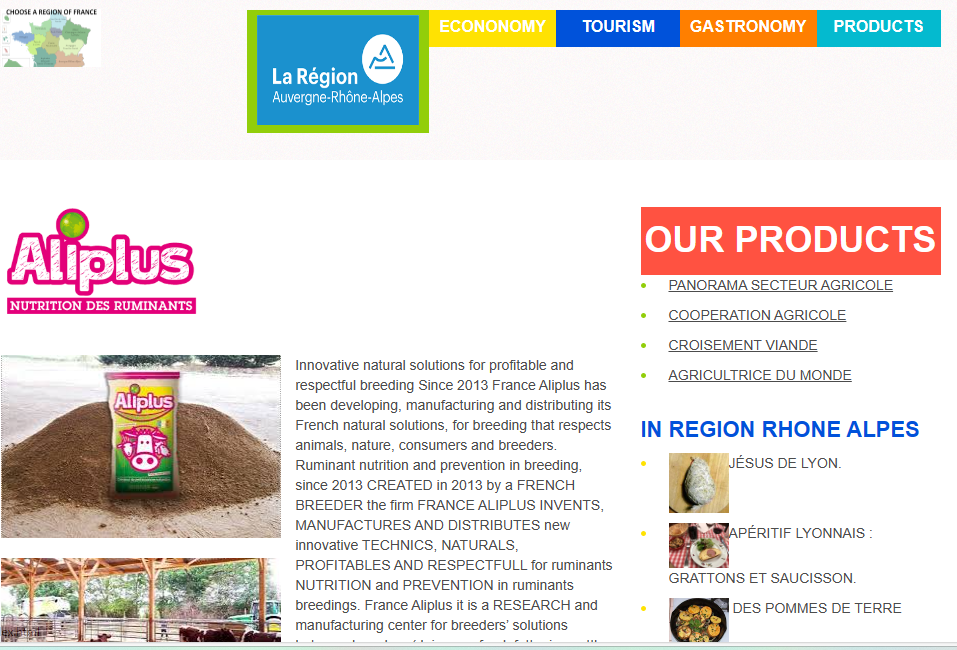 CHOOSE A REGION OF FRANCE
La Région
Auvergne-Rhône-Alpes
ECONONOMY
TOURISM
GASTRONOMY
PRODUCTS
Aliplus
NUTRITION DES RUMINANTS
Aliplus
Innovative natural solutions for profitable and
respectful breeding Since 2013 France Aliplus has
been developing, manufacturing and distributing its
French natural solutions, for breeding that respects
animals, nature, consumers and breeders.
Ruminant nutrition and prevention in breeding,
since 2013 CREATED in 2013 by a FRENCH
BREEDER the firm FRANCE ALIPLUS INVENTS,
MANUFACTURES AND DISTRIBUTES new
innovative TECHNICS, NATURALS,
PROFITABLES AND RESPECTFULL for ruminants
NUTRITION and PREVENTION in ruminants
breedings. France Aliplus it is a RESEARCH and
manufacturing center for breeders’ solutions
OUR PRODUCTS
PANORAMA SECTEUR AGRICOLE
COOPERATION AGRICOLE
CROISEMENT VIANDE
AGRICULTRICE DU MONDE
IN REGION RHONE ALPES
JÉSUS DE LYON.
APÉRITIF LYONNAIS :
GRATTONS ET SAUCISSON.
DES POMMES DE TERRE